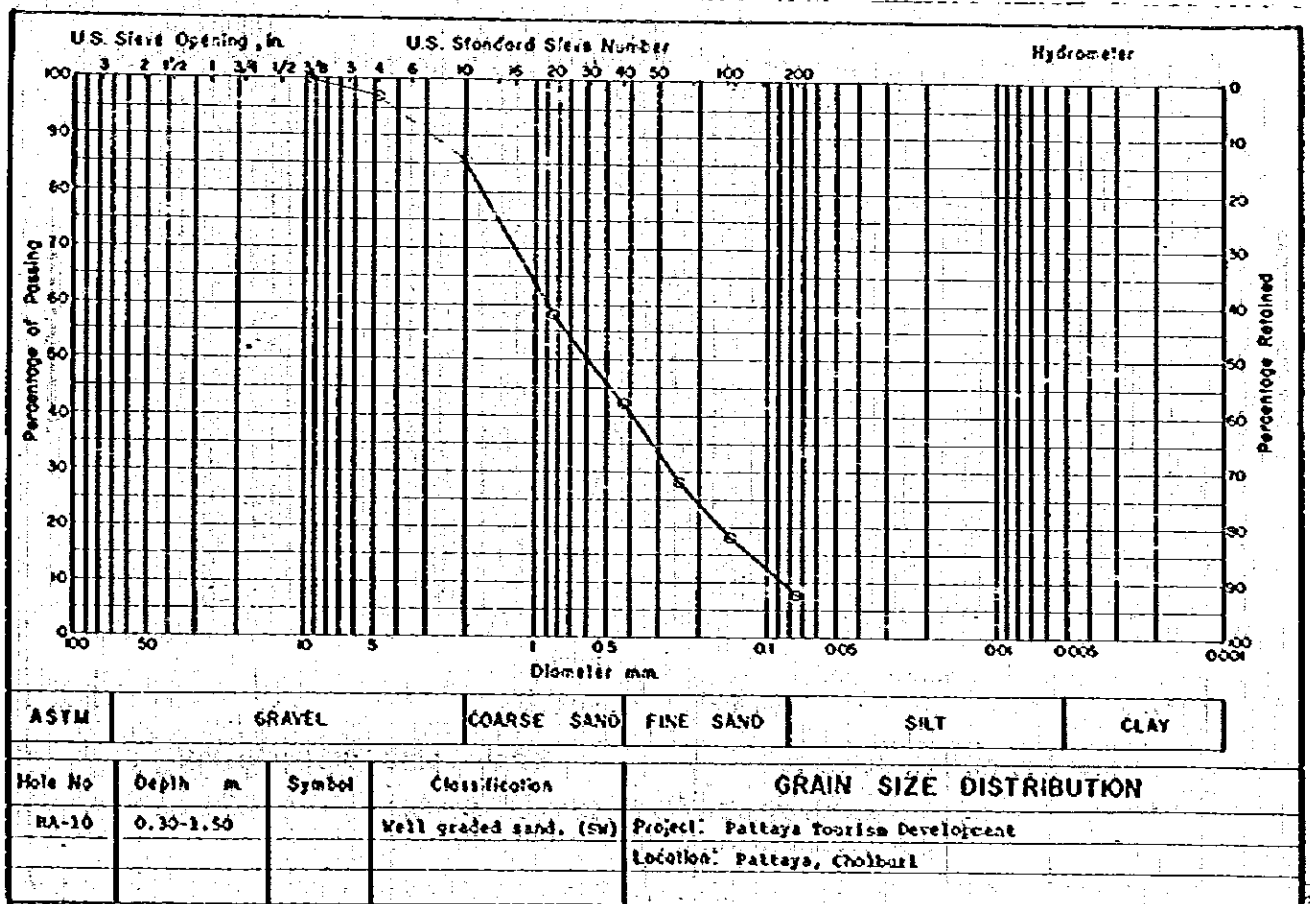 U.S. Sieve Opening, in. U.S. Standard Sieve Number Hydrometer
3 2 1½ 1 3/4 1/2 3/8 3 4 6 10 16 20 30 40 50 100 200
Percentage of Passing
100
90
80
70
60
50
40
30
20
10
0
Percentage Retained
0
10
20
30
40
50
60
70
80
90
100
100 50 10 5 1 0.5 0.1 0.05 0.01 0.005 0.001
Diameter mm
ASTM GRAVEL COARSE SAND FINE SAND SILT CLAY
Hole No Depth m Symbol Classification GRAIN SIZE DISTRIBUTION
0.30-1.50 Well graded sand. (SW) Project: Pattaya Tourism Development
Location: Pattaya, Cholburi